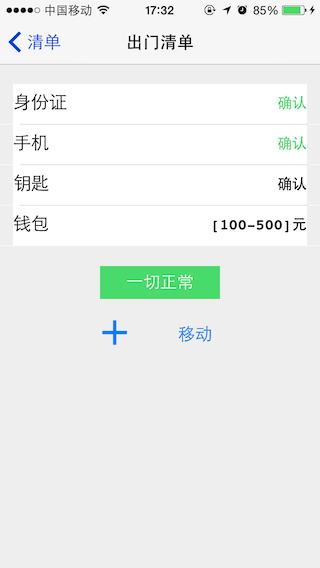 中国移动 17:32 85%
清单 出门清单
身份证 确认
手机 确认
钥匙 确认
钱包 [100-500]元
一切正常
移动